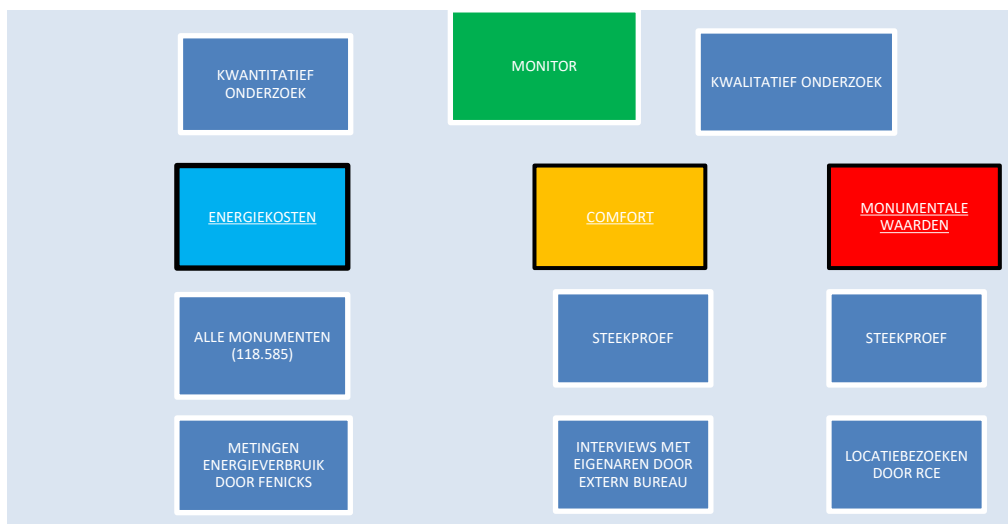 KWANTITATIEF
ONDERZOEK
MONITOR
KWALITATIEF ONDERZOEK
ENERGIEKOSTEN
COMFORT
MONUMENTALE
WAARDEN
ALLE MONUMENTEN
(118.585)
STEEKPROEF
STEEKPROEF
METINGEN
ENERGIEVERBRUIK
DOOR FENICKS
INTERVIEWS MET
EIGENAREN DOOR
EXTERN BUREAU
LOCATIEBEZOEKEN
DOOR RCE